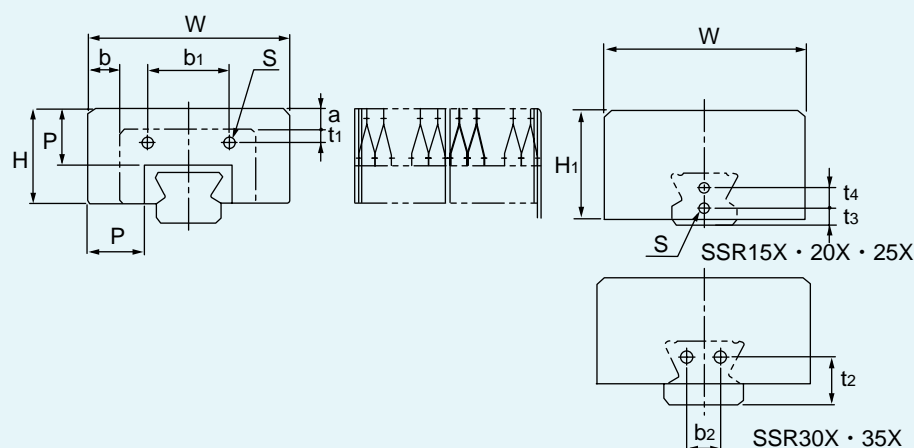 W
b b1 S
a
t1
P
H
P
W
H1
t4
t3
S
SSR15X・20X・25X
t2
b2
SSR30X・35X